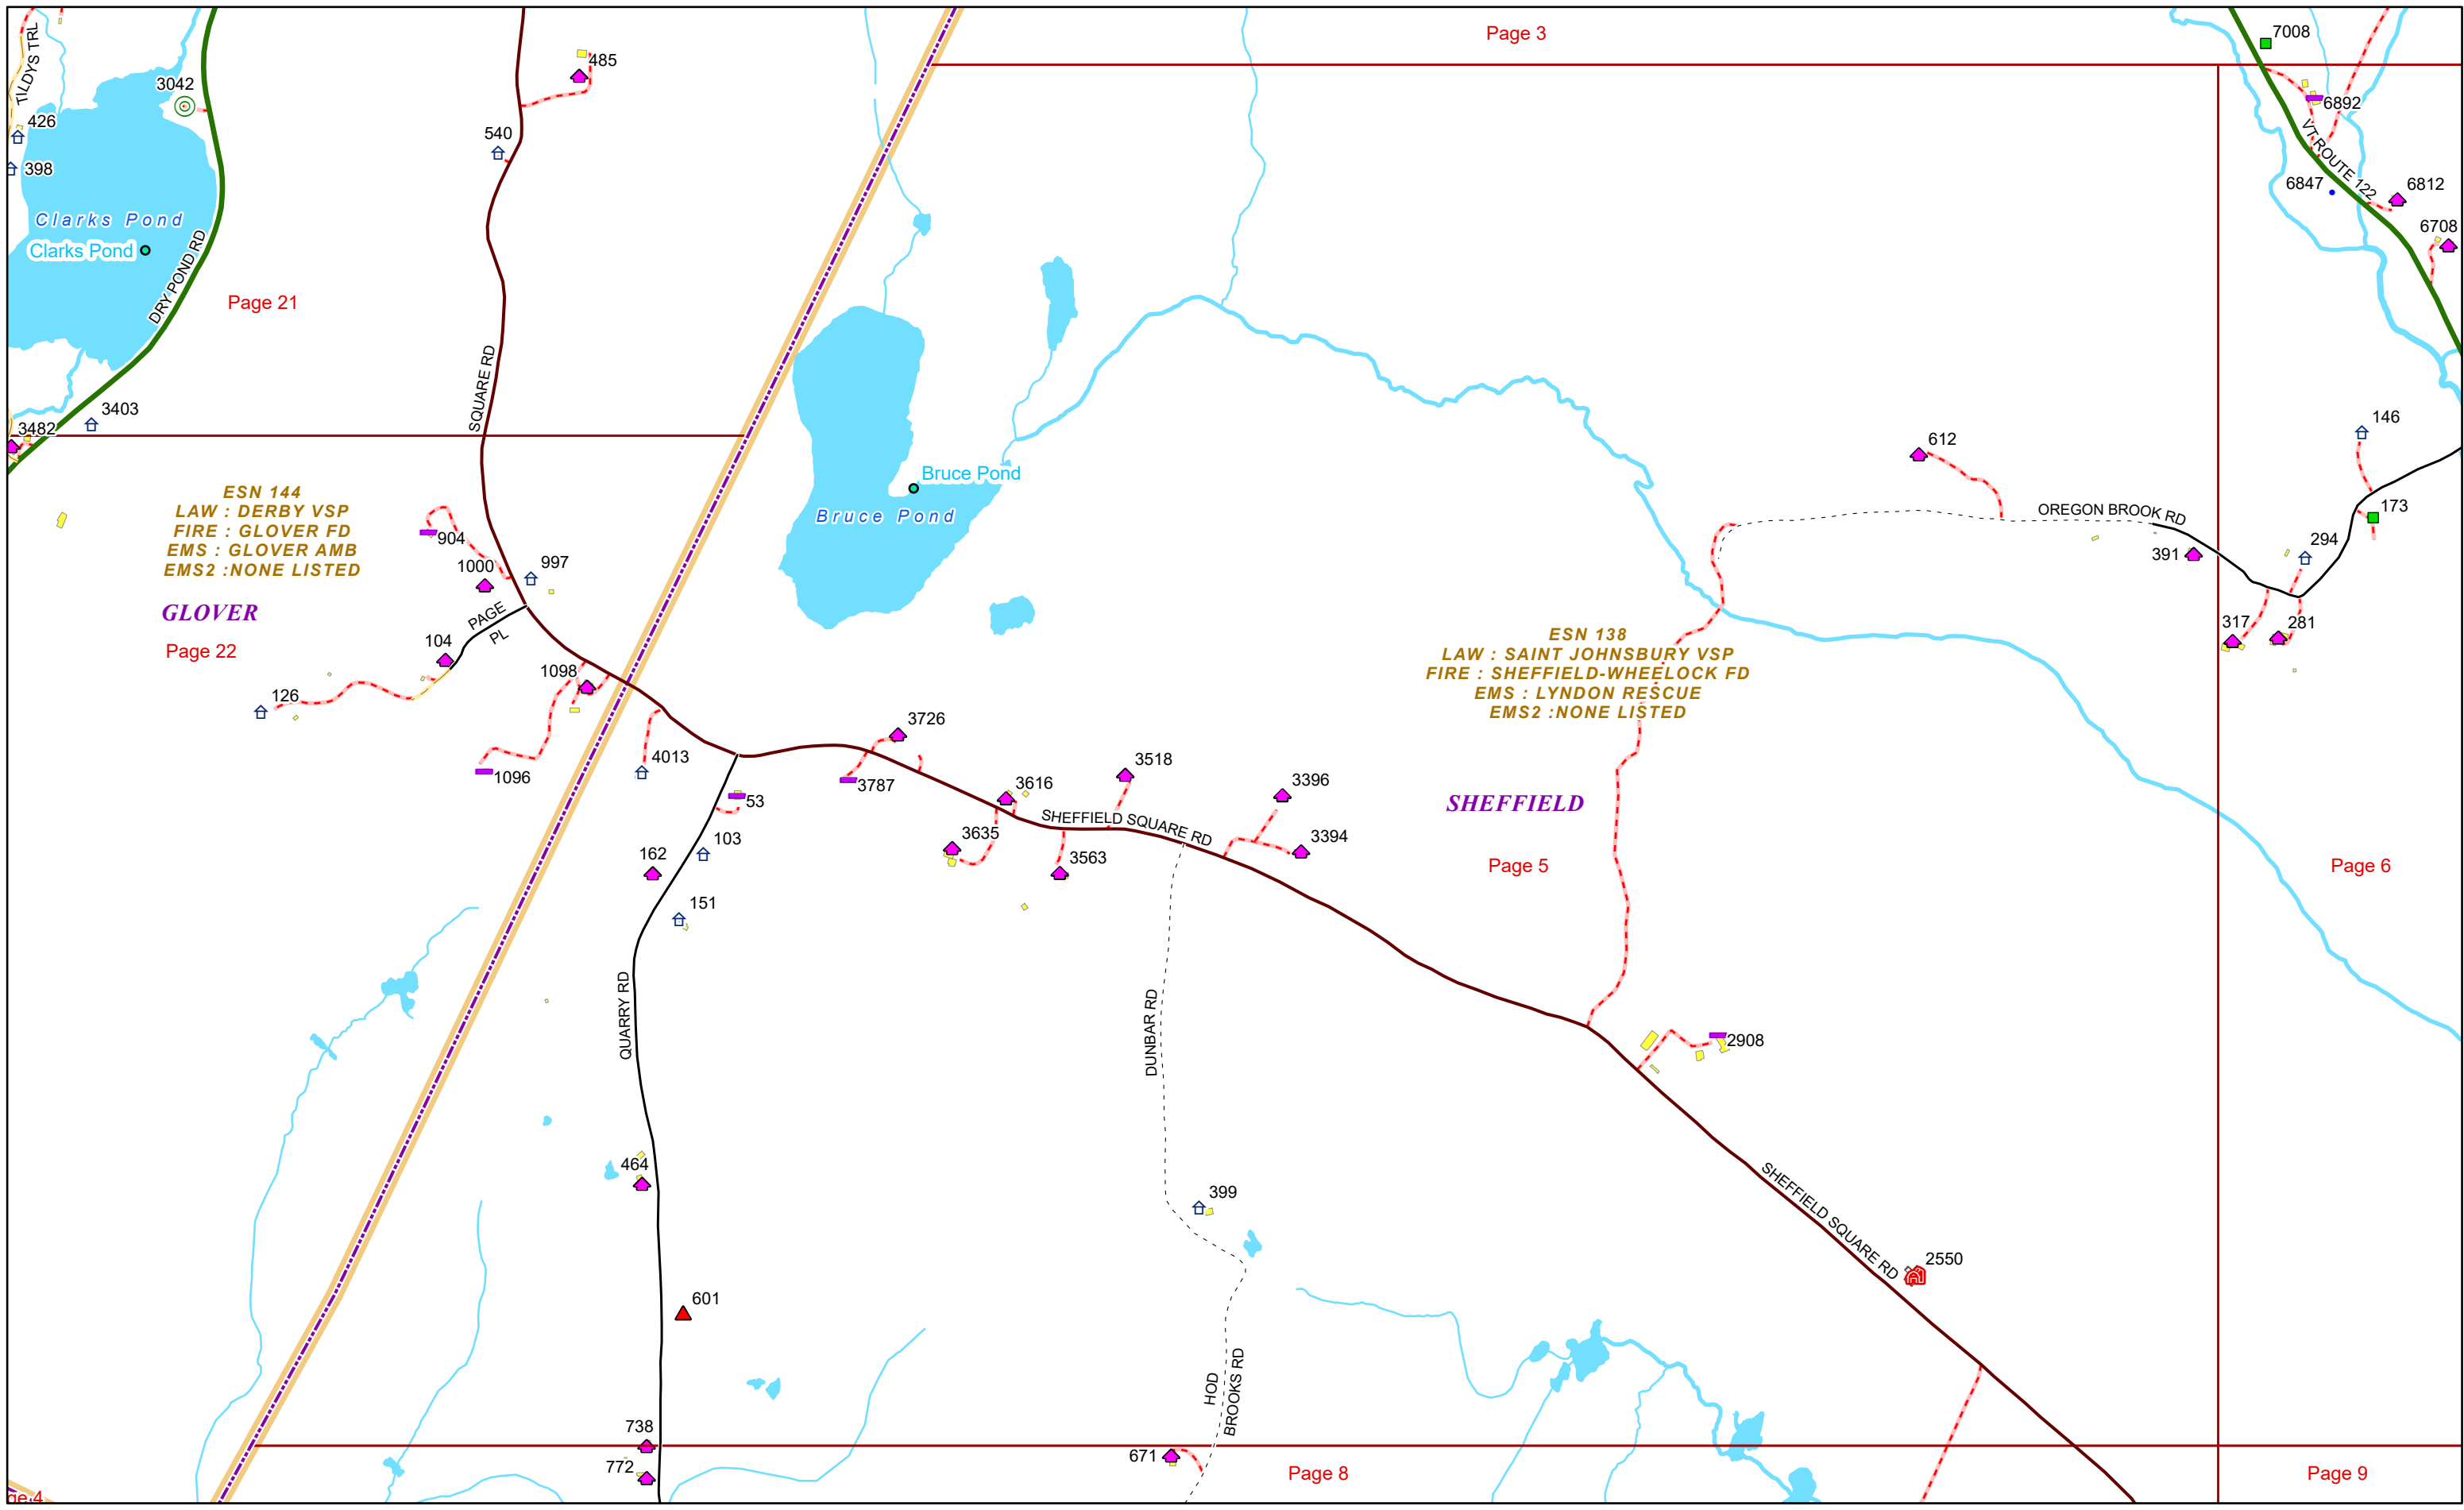 Page 3
7008
TILDYS TRL
485
3042
6892
426
540
VT ROUTE 122
398
6847
6812
Clarks Pond
6708
Clarks Pond
DRY POND RD
Page 21
SQUARE RD
3403
146
3482
612
Bruce Pond
ESN 144
LAW : DERBY VSP
FIRE : GLOVER FD
EMS : GLOVER AMB
EMS2 :NONE LISTED
Bruce Pond
OREGON BROOK RD
173
904
294
997
391
1000
GLOVER
PAGE
PL
104
Page 22
317
281
ESN 138
LAW : SAINT JOHNSBURY VSP
FIRE : SHEFFIELD-WHEELOCK FD
EMS : LYNDON RESCUE
EMS2 :NONE LISTED
1098
126
3726
4013
3518
1096
3787
3616
3396
53
SHEFFIELD
SHEFFIELD SQUARE RD
103
3635
3394
162
3563
Page 5
Page 6
151
QUARRY RD
DUNBAR RD
2908
464
399
SHEFFIELD SQUARE RD
2550
601
HOD
BROOKS RD
738
671
772
Page 8
Page 9
ge 4